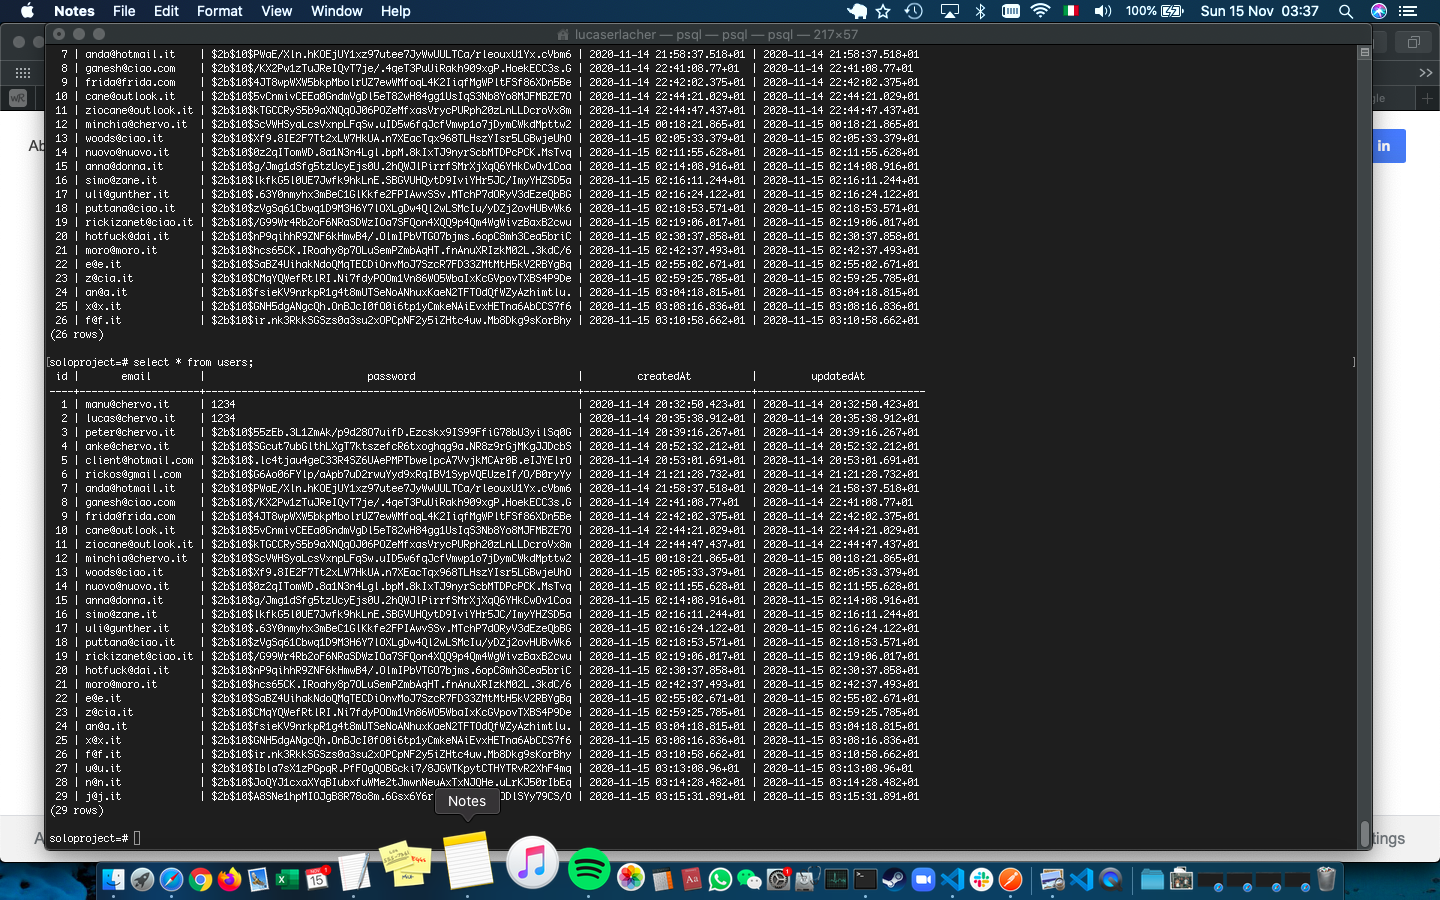 Notes File Edit Format View Window Help 100% Sun 15 Nov 03:37
lucaserlacher — psql — psql — psql — 217×57
7 | anda@hotmail.it | $2b$10$PWaE/Xln.hKOEjUY1xz97utee7JyWwUULTCa/rleouxU1Yx.cVbm6 | 2020-11-14 21:58:37.518+01 | 2020-11-14 21:58:37.518+01
8 | ganesh@ciao.com | $2b$10$/KX2Pw1zTuJReIQvT7je/.4qeT3PuUiRakh909xgP.HoekECC3s.G | 2020-11-14 22:41:08.77+01 | 2020-11-14 22:41:08.77+01
9 | frida@frida.com | $2b$10$4JT8wpWXW5bkpMbolrUZ7ewWMfoqL4K2IiqfMgWPltFSf86XDn5Be | 2020-11-14 22:42:02.375+01 | 2020-11-14 22:42:02.375+01
10 | cane@outlook.it | $2b$10$5vCnmivCEEa0GndmVgDl5eT82wH84gg1UsIqS3Nb8Yo8MJFMBZE7O | 2020-11-14 22:44:21.029+01 | 2020-11-14 22:44:21.029+01
11 | ziocane@outlook.it | $2b$10$kTGCCRyS5b9aXNQqOJ06POZeMfxasVrycPURph20zLnLLDcroVx8m | 2020-11-14 22:44:47.437+01 | 2020-11-14 22:44:47.437+01
12 | minchia@chervo.it | $2b$10$ScVWHSyaLcsVxnpLFqSw.uID5w6fqJcfVmwp1o7jDymCWkdMpttw2 | 2020-11-15 00:18:21.865+01 | 2020-11-15 00:18:21.865+01
13 | woods@ciao.it | $2b$10$Xf9.8IE2F7Tt2xLW7HkUA.n7XEacTqx968TLHszYIsr5LGBwjeUhO | 2020-11-15 02:05:33.379+01 | 2020-11-15 02:05:33.379+01
14 | nuovo@nuovo.it | $2b$10$0z2qITomWD.8a1N3n4Lgl.bpM.8kIxTJ9nyrScbMTDPcPCK.MsTvq | 2020-11-15 02:11:55.628+01 | 2020-11-15 02:11:55.628+01
15 | anna@donna.it | $2b$10$g/Jmg1dSfg5tzUcyEjs0U.2hQWJlPirrfSMrXjXqQ6YHkCwOv1Coa | 2020-11-15 02:14:08.916+01 | 2020-11-15 02:14:08.916+01
16 | simo@zane.it | $2b$10$lkfkG5l0UE7Jwfk9hkLnE.SBGVUHQytD9IviYHr5JC/ImyYHZSD5a | 2020-11-15 02:16:11.244+01 | 2020-11-15 02:16:11.244+01
17 | uli@gunther.it | $2b$10$.63Y0nmyhx3mBeC1GlKkfe2FPIAwvSSv.MTchP7dORyV3dEzeQbBG | 2020-11-15 02:16:24.122+01 | 2020-11-15 02:16:24.122+01
18 | puttana@ciao.it | $2b$10$zVgSq61Cbwq1D9M3H6Y7lOXLgDw4Ql2wLSMcIu/yDZj2ovHUBvWk6 | 2020-11-15 02:18:53.571+01 | 2020-11-15 02:18:53.571+01
19 | rickizanet@ciao.it | $2b$10$/G99Wr4Rb2oF6NRaSDWzIOa7SFQon4XQQ9p4Qm4WgWivzBaxB2cwu | 2020-11-15 02:19:06.017+01 | 2020-11-15 02:19:06.017+01
20 | hotfuck@dai.it | $2b$10$nP9qihhR9ZNF6kHmwB4/.OlmIPbVTGO7bjms.6opC8mh3Cea5briC | 2020-11-15 02:30:37.858+01 | 2020-11-15 02:30:37.858+01
21 | moro@moro.it | $2b$10$hcs65CK.IRoahy8p7OLuSemPZmbAqHT.fnAnuXRIzkM02L.3kdC/6 | 2020-11-15 02:42:37.493+01 | 2020-11-15 02:42:37.493+01
22 | e@e.it | $2b$10$SaBZ4UihakNdoQMqTECDiOnvMoJ7SzcR7FD33ZMtMtH5kV2RBYgBq | 2020-11-15 02:55:02.671+01 | 2020-11-15 02:55:02.671+01
23 | z@cia.it | $2b$10$CMqYQWefRtlRI.Ni7fdyPOOm1Vn86WO5WbaIxKcGVpovTXBS4P9De | 2020-11-15 02:59:25.785+01 | 2020-11-15 02:59:25.785+01
24 | an@a.it | $2b$10$fsieKV9nrkpR1g4t8mUTSeNoANhuxKaeN2TFTOdQfWZyAzhimtlu. | 2020-11-15 03:04:18.815+01 | 2020-11-15 03:04:18.815+01
25 | x@x.it | $2b$10$GNH5dgANgcQh.OnBJcI0fO0i6tp1yCmkeNAiEvxHETna6AbCCS7f6 | 2020-11-15 03:08:16.836+01 | 2020-11-15 03:08:16.836+01
26 | f@f.it | $2b$10$ir.nk3RkkSGSzs0a3su2xOPCpNF2y5iZHtc4uw.Mb8Dkg9sKorBhy | 2020-11-15 03:10:58.662+01 | 2020-11-15 03:10:58.662+01
(26 rows)
[soloproject=# select * from users; ]
id | email | password | createdAt | updatedAt
1 | manu@chervo.it | 1234 | 2020-11-14 20:32:50.423+01 | 2020-11-14 20:32:50.423+01
2 | lucas@chervo.it | 1234 | 2020-11-14 20:35:38.912+01 | 2020-11-14 20:35:38.912+01
3 | peter@chervo.it | $2b$10$55zEb.3L1ZmAk/p9d28O7uifD.Ezcskx9IS99FfiG78bU3yilSq0G | 2020-11-14 20:39:16.267+01 | 2020-11-14 20:39:16.267+01
4 | anke@chervo.it | $2b$10$SGcut7ubGlthLXgT7ktszefcR6txoghqg9a.NR8z9rGjMKgJJDcbS | 2020-11-14 20:52:32.212+01 | 2020-11-14 20:52:32.212+01
5 | client@hotmail.com | $2b$10$.lc4tjau4geC33R4SZ6UAePMPTbwelpcA7VvjkMCAr0B.eIJYElrO | 2020-11-14 20:53:01.691+01 | 2020-11-14 20:53:01.691+01
6 | rickos@gmail.com | $2b$10$G6Ao06FYlp/aApb7uD2rwuYyd9xRqIBV1SypVQEUzeIf/O/B0ryYy | 2020-11-14 21:21:28.732+01 | 2020-11-14 21:21:28.732+01
7 | anda@hotmail.it | $2b$10$PWaE/Xln.hKOEjUY1xz97utee7JyWwUULTCa/rleouxU1Yx.cVbm6 | 2020-11-14 21:58:37.518+01 | 2020-11-14 21:58:37.518+01
8 | ganesh@ciao.com | $2b$10$/KX2Pw1zTuJReIQvT7je/.4qeT3PuUiRakh909xgP.HoekECC3s.G | 2020-11-14 22:41:08.77+01 | 2020-11-14 22:41:08.77+01
9 | frida@frida.com | $2b$10$4JT8wpWXW5bkpMbolrUZ7ewWMfoqL4K2IiqfMgWPltFSf86XDn5Be | 2020-11-14 22:42:02.375+01 | 2020-11-14 22:42:02.375+01
10 | cane@outlook.it | $2b$10$5vCnmivCEEa0GndmVgDl5eT82wH84gg1UsIqS3Nb8Yo8MJFMBZE7O | 2020-11-14 22:44:21.029+01 | 2020-11-14 22:44:21.029+01
11 | ziocane@outlook.it | $2b$10$kTGCCRyS5b9aXNQqOJ06POZeMfxasVrycPURph20zLnLLDcroVx8m | 2020-11-14 22:44:47.437+01 | 2020-11-14 22:44:47.437+01
12 | minchia@chervo.it | $2b$10$ScVWHSyaLcsVxnpLFqSw.uID5w6fqJcfVmwp1o7jDymCWkdMpttw2 | 2020-11-15 00:18:21.865+01 | 2020-11-15 00:18:21.865+01
13 | woods@ciao.it | $2b$10$Xf9.8IE2F7Tt2xLW7HkUA.n7XEacTqx968TLHszYIsr5LGBwjeUhO | 2020-11-15 02:05:33.379+01 | 2020-11-15 02:05:33.379+01
14 | nuovo@nuovo.it | $2b$10$0z2qITomWD.8a1N3n4Lgl.bpM.8kIxTJ9nyrScbMTDPcPCK.MsTvq | 2020-11-15 02:11:55.628+01 | 2020-11-15 02:11:55.628+01
15 | anna@donna.it | $2b$10$g/Jmg1dSfg5tzUcyEjs0U.2hQWJlPirrfSMrXjXqQ6YHkCwOv1Coa | 2020-11-15 02:14:08.916+01 | 2020-11-15 02:14:08.916+01
16 | simo@zane.it | $2b$10$lkfkG5l0UE7Jwfk9hkLnE.SBGVUHQytD9IviYHr5JC/ImyYHZSD5a | 2020-11-15 02:16:11.244+01 | 2020-11-15 02:16:11.244+01
17 | uli@gunther.it | $2b$10$.63Y0nmyhx3mBeC1GlKkfe2FPIAwvSSv.MTchP7dORyV3dEzeQbBG | 2020-11-15 02:16:24.122+01 | 2020-11-15 02:16:24.122+01
18 | puttana@ciao.it | $2b$10$zVgSq61Cbwq1D9M3H6Y7lOXLgDw4Ql2wLSMcIu/yDZj2ovHUBvWk6 | 2020-11-15 02:18:53.571+01 | 2020-11-15 02:18:53.571+01
19 | rickizanet@ciao.it | $2b$10$/G99Wr4Rb2oF6NRaSDWzIOa7SFQon4XQQ9p4Qm4WgWivzBaxB2cwu | 2020-11-15 02:19:06.017+01 | 2020-11-15 02:19:06.017+01
20 | hotfuck@dai.it | $2b$10$nP9qihhR9ZNF6kHmwB4/.OlmIPbVTGO7bjms.6opC8mh3Cea5briC | 2020-11-15 02:30:37.858+01 | 2020-11-15 02:30:37.858+01
21 | moro@moro.it | $2b$10$hcs65CK.IRoahy8p7OLuSemPZmbAqHT.fnAnuXRIzkM02L.3kdC/6 | 2020-11-15 02:42:37.493+01 | 2020-11-15 02:42:37.493+01
22 | e@e.it | $2b$10$SaBZ4UihakNdoQMqTECDiOnvMoJ7SzcR7FD33ZMtMtH5kV2RBYgBq | 2020-11-15 02:55:02.671+01 | 2020-11-15 02:55:02.671+01
23 | z@cia.it | $2b$10$CMqYQWefRtlRI.Ni7fdyPOOm1Vn86WO5WbaIxKcGVpovTXBS4P9De | 2020-11-15 02:59:25.785+01 | 2020-11-15 02:59:25.785+01
24 | an@a.it | $2b$10$fsieKV9nrkpR1g4t8mUTSeNoANhuxKaeN2TFTOdQfWZyAzhimtlu. | 2020-11-15 03:04:18.815+01 | 2020-11-15 03:04:18.815+01
25 | x@x.it | $2b$10$GNH5dgANgcQh.OnBJcI0fO0i6tp1yCmkeNAiEvxHETna6AbCCS7f6 | 2020-11-15 03:08:16.836+01 | 2020-11-15 03:08:16.836+01
26 | f@f.it | $2b$10$ir.nk3RkkSGSzs0a3su2xOPCpNF2y5iZHtc4uw.Mb8Dkg9sKorBhy | 2020-11-15 03:10:58.662+01 | 2020-11-15 03:10:58.662+01
27 | u@u.it | $2b$10$Ibla7sX1zPGpqR.PfFOgQOBGcki7/8JGWTKpytCTHYTRvR2XhF4mq | 2020-11-15 03:13:08.96+01 | 2020-11-15 03:13:08.96+01
28 | n@n.it | $2b$10$JoQYJ1cxaXYqBIubxfuWMe2tJmwnNeuAxTxNJQHe.uLrKJ50rIbEq | 2020-11-15 03:14:28.482+01 | 2020-11-15 03:14:28.482+01
29 | j@j.it | $2b$10$A8SNe1hpMIOJgB8R78o8m.6Gsx6Y6r JDlSYy79CS/O | 2020-11-15 03:15:31.891+01 | 2020-11-15 03:15:31.891+01
(29 rows)
Notes
soloproject=#
in
tings